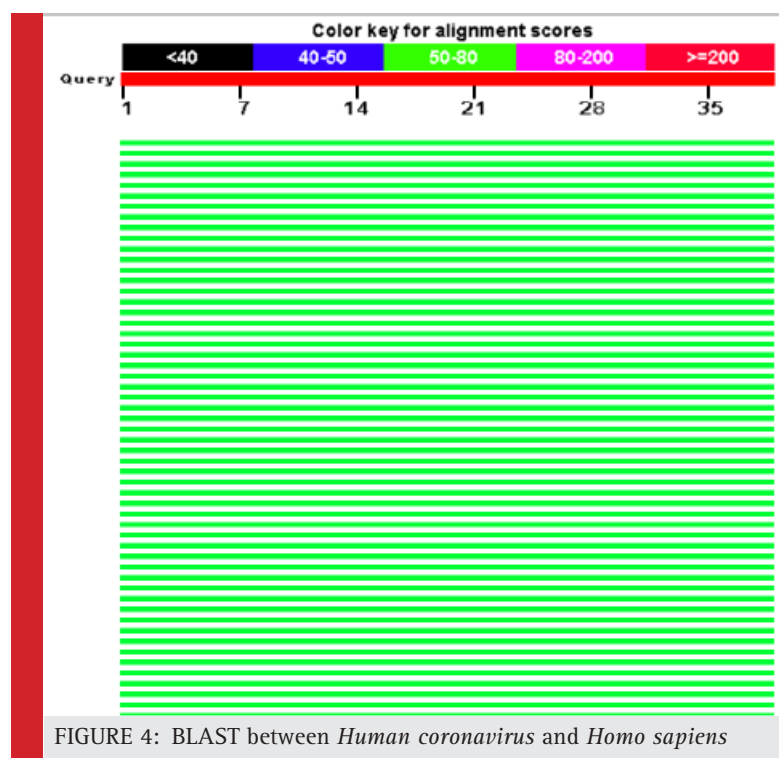 Color key for alignment scores
<40 40-50 50-80 80-200 >=200
Query
1 7 14 21 28 35
FIGURE 4: BLAST between Human coronavirus and Homo sapiens